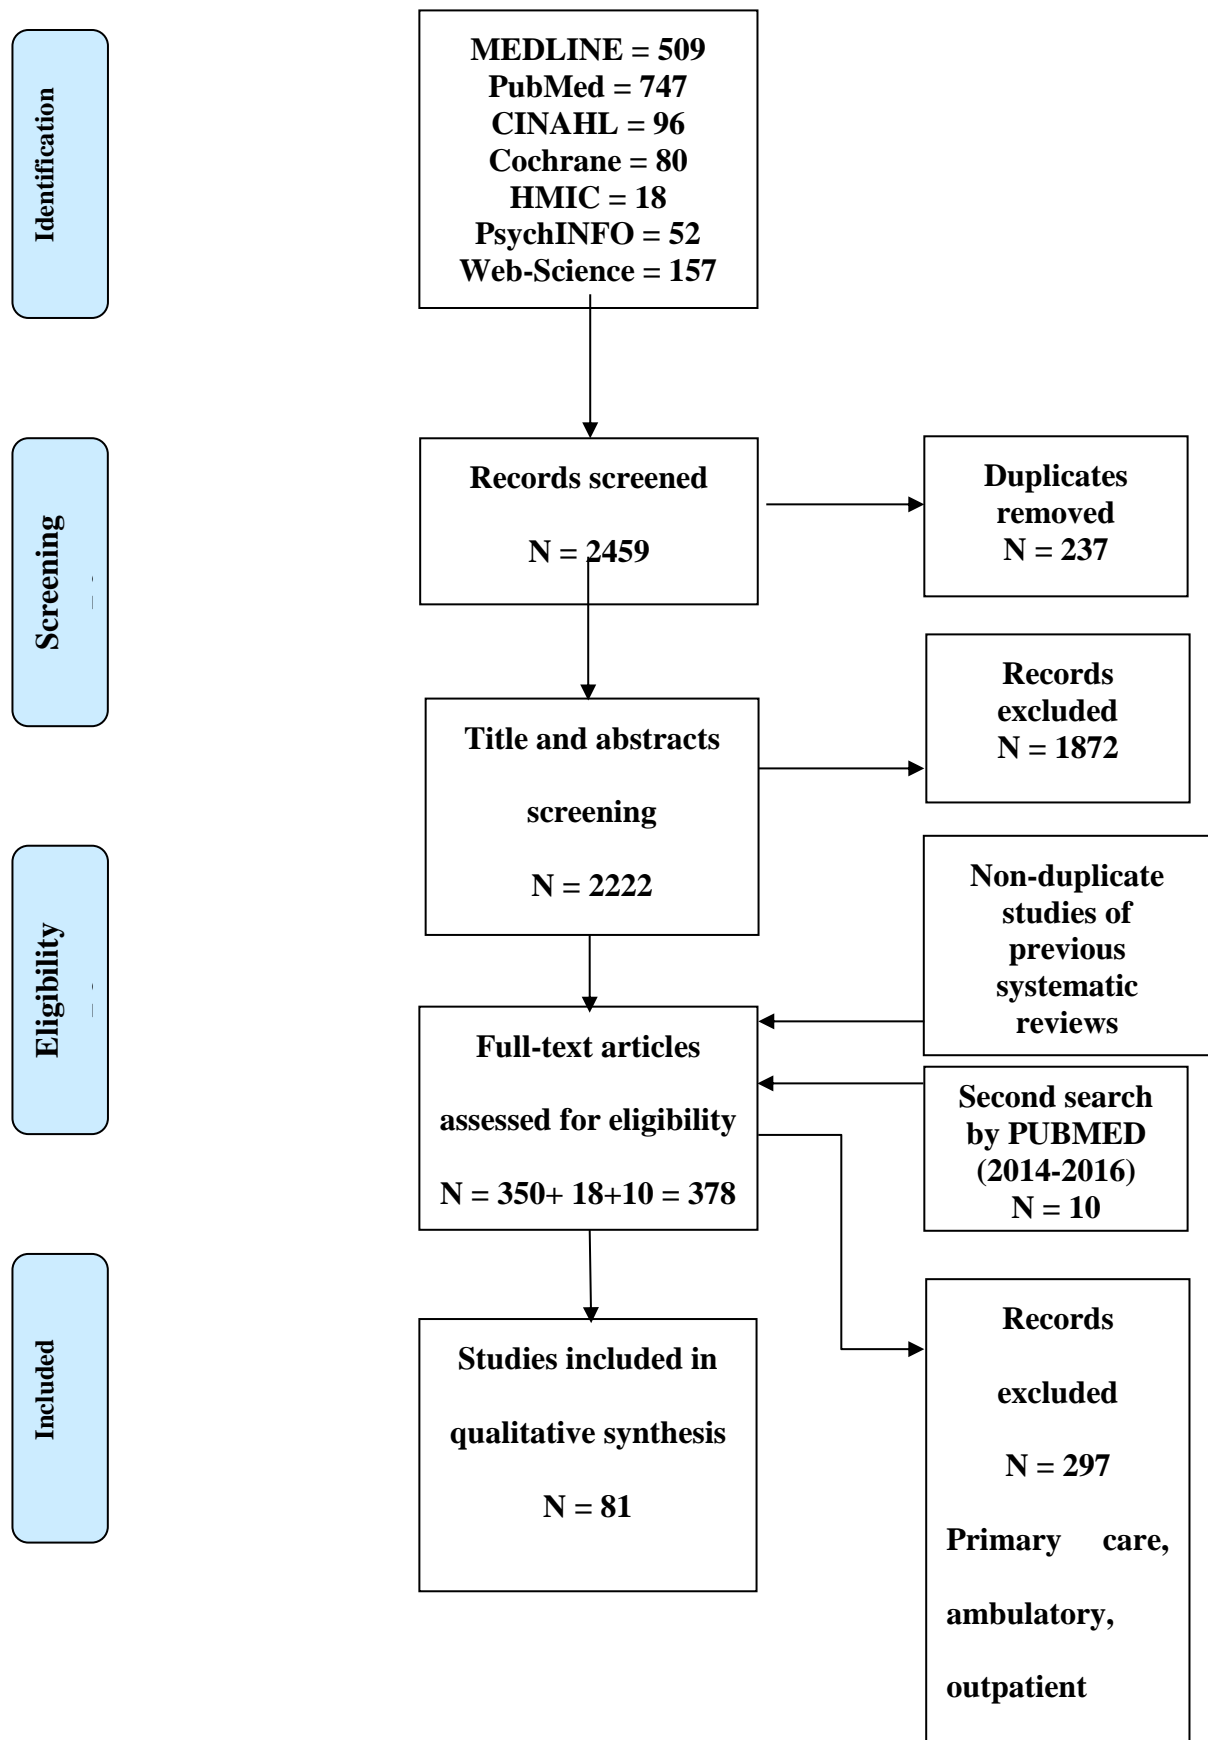 Identification
MEDLINE = 509
PubMed = 747
CINAHL = 96
Cochrane = 80
HMIC = 18
PsychINFO = 52
Web-Science = 157
Screening
Records screened
N = 2459
Duplicates
removed
N = 237
Records
excluded
N = 1872
Title and abstracts
screening
N = 2222
Eligibility
Non-duplicate
studies of
previous
systematic
reviews
Full-text articles
assessed for eligibility
N = 350+ 18+10 = 378
Second search
by PUBMED
(2014-2016)
N = 10
Included
Studies included in
qualitative synthesis
N = 81
Records
excluded
N = 297
Primary care,
ambulatory,
outpatient